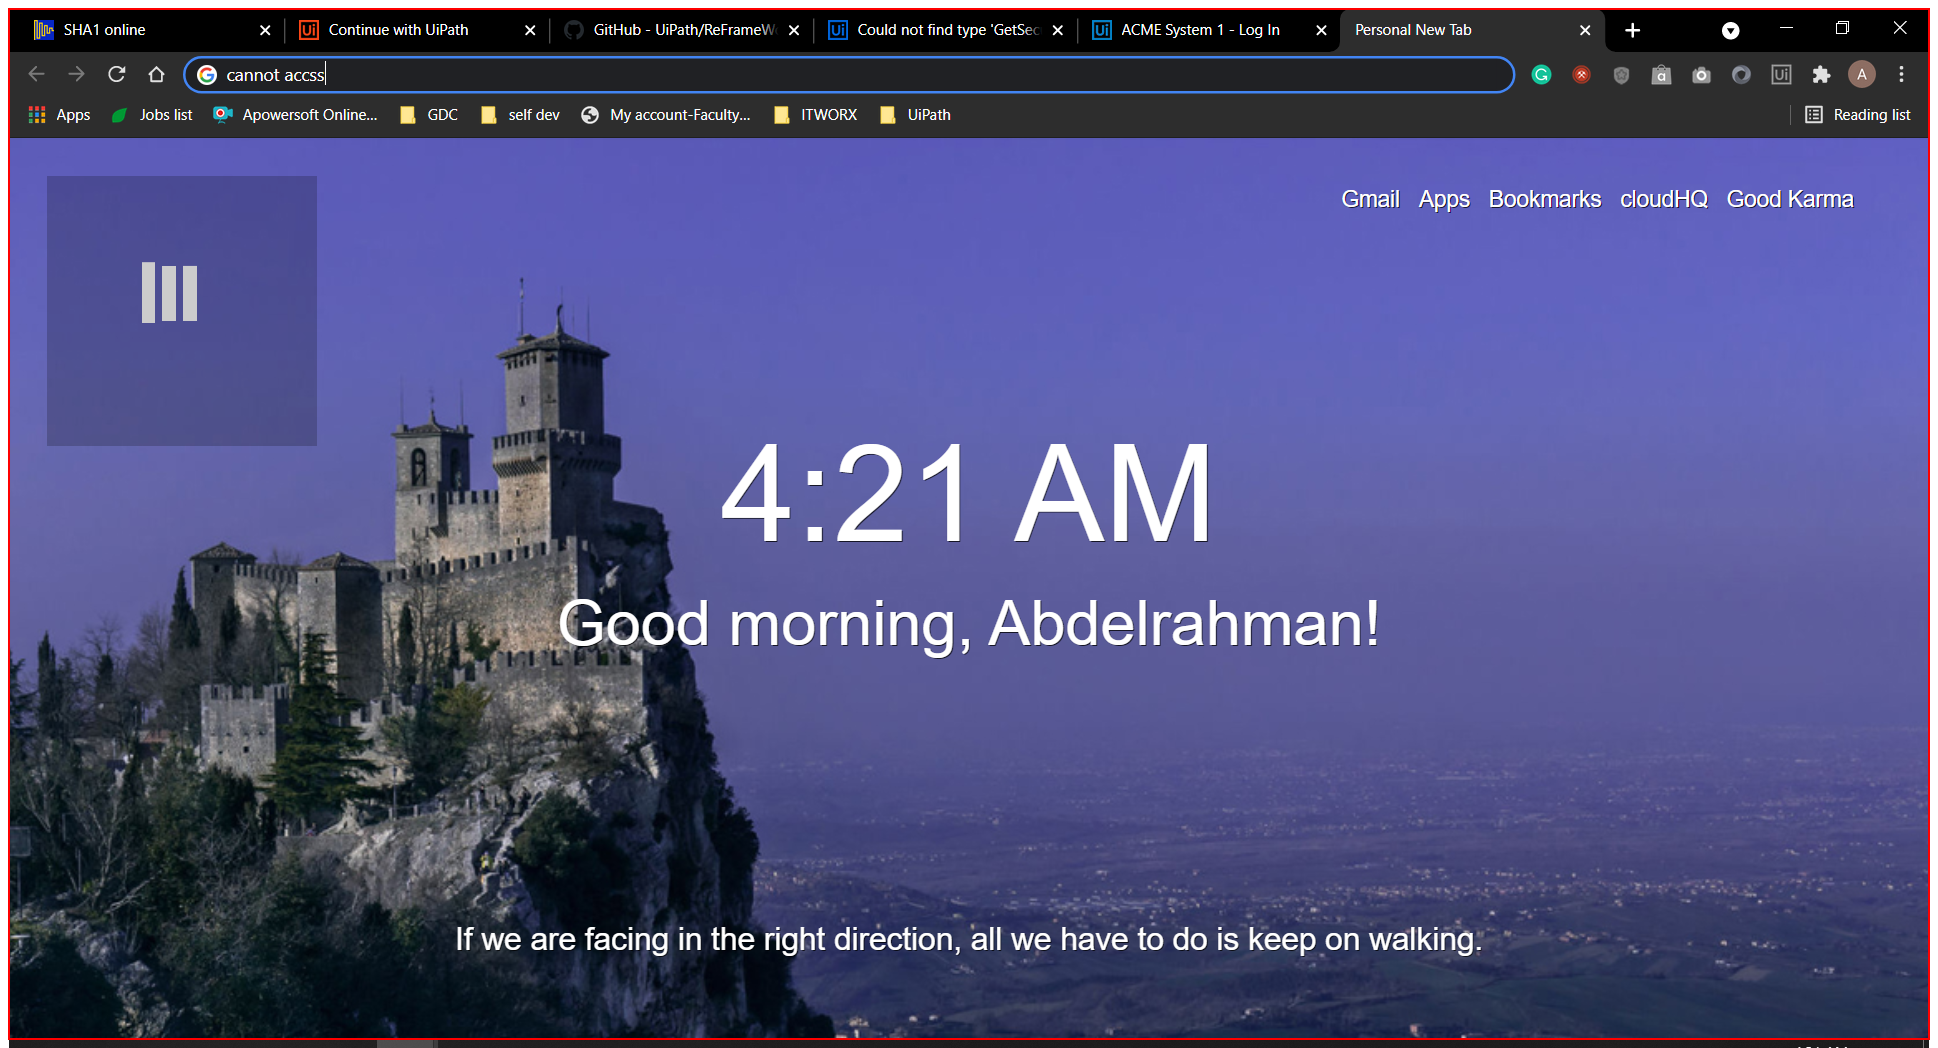 SHA1 online
Continue with UiPath
GitHub - UiPath/ReFrameW
Could not find type 'GetSec
ACME System 1 - Log In
Personal New Tab
cannot accss
A
Apps
Jobs list
Apowersoft Online...
GDC
self dev
My account-Faculty...
ITWORX
UiPath
Reading list
Gmail Apps Bookmarks cloudHQ Good Karma
4:21 AM
Good morning, Abdelrahman!
If we are facing in the right direction, all we have to do is keep on walking.